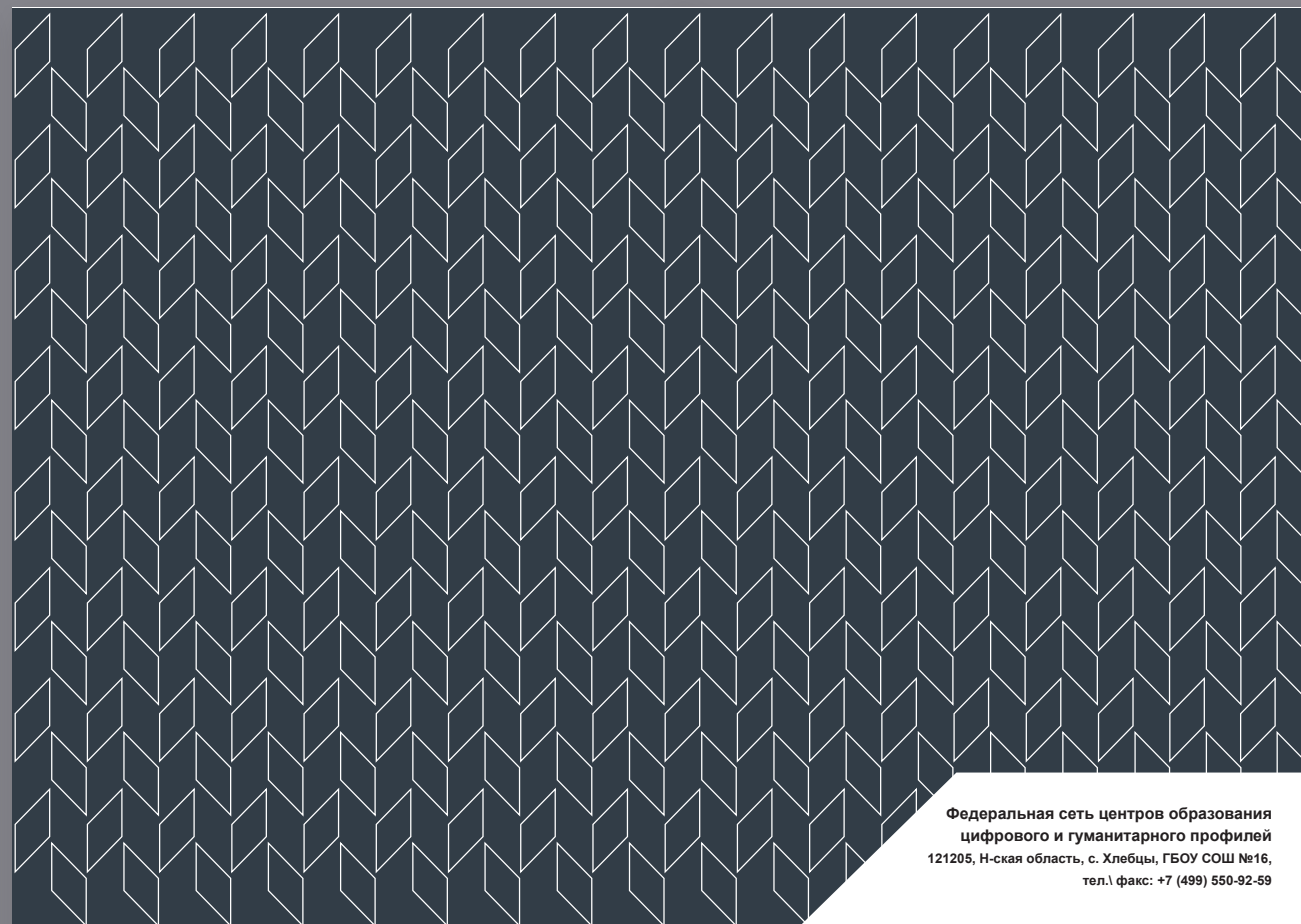 Федеральная сеть центров образования
цифрового и гуманитарного профилей
121205, Н-ская область, с. Хлебцы, ГБОУ СОШ №16,
тел.\ факс: +7 (499) 550-92-59